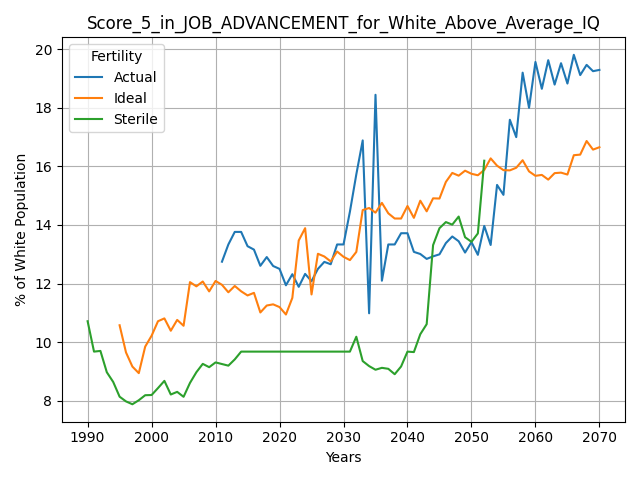 Score_5_in_JOB_ADVANCEMENT_for_White_Above_Average_IQ
Fertility
Actual
Ideal
Sterile
% of White Population
20
18
16
14
12
10
8
1990 2000 2010 2020 2030 2040 2050 2060 2070
Years